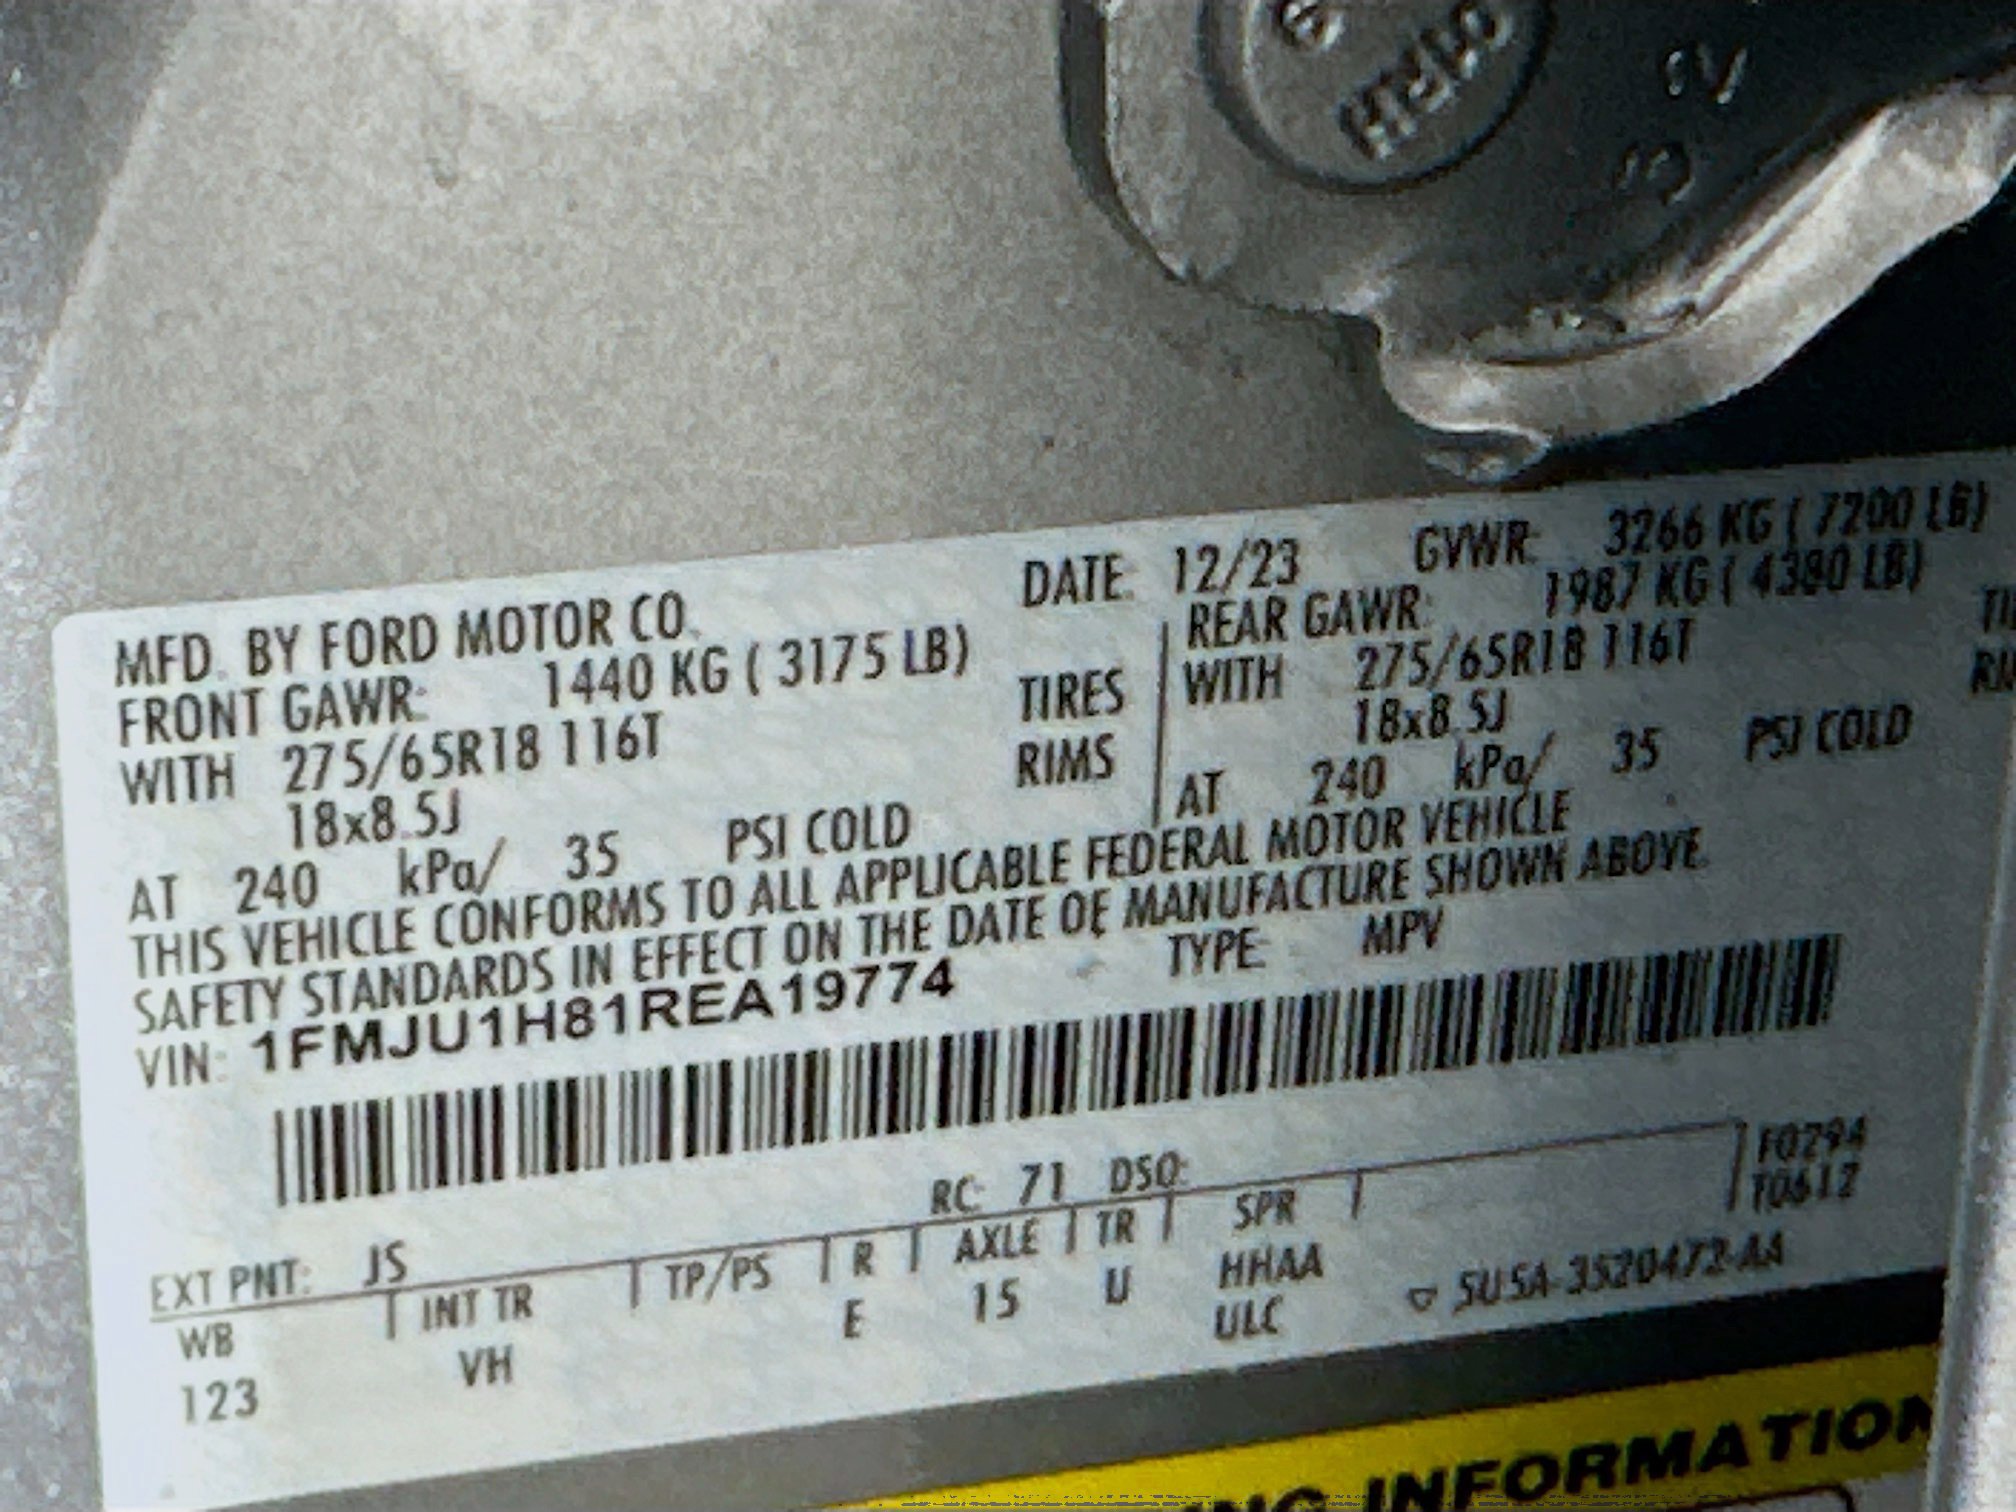 MFD. BY FORD MOTOR CO. DATE: 12/23 GVWR: 3266 KG ( 7200 LB)
FRONT GAWR: 1440 KG ( 3175 LB) REAR GAWR: 1987 KG ( 4380 LB)
WITH 275/65R18 116T TIRES WITH 275/65R18 116T
18x8.5J RIMS 18x8.5J
AT 240 kPa/ 35 PSI COLD AT 240 kPa/ 35 PSI COLD
THIS VEHICLE CONFORMS TO ALL APPLICABLE FEDERAL MOTOR VEHICLE
SAFETY STANDARDS IN EFFECT ON THE DATE OF MANUFACTURE SHOWN ABOVE.
VIN: 1FMJU1H81REA19774 TYPE: MPV
F0294
T0612
RC: 71 DSO:
EXT PNT: JS
WB INT TR TP/PS R AXLE TR SPR
123 VH E 15 U HHAA
ULC
5U5A-3520472-AA
INFORMATION